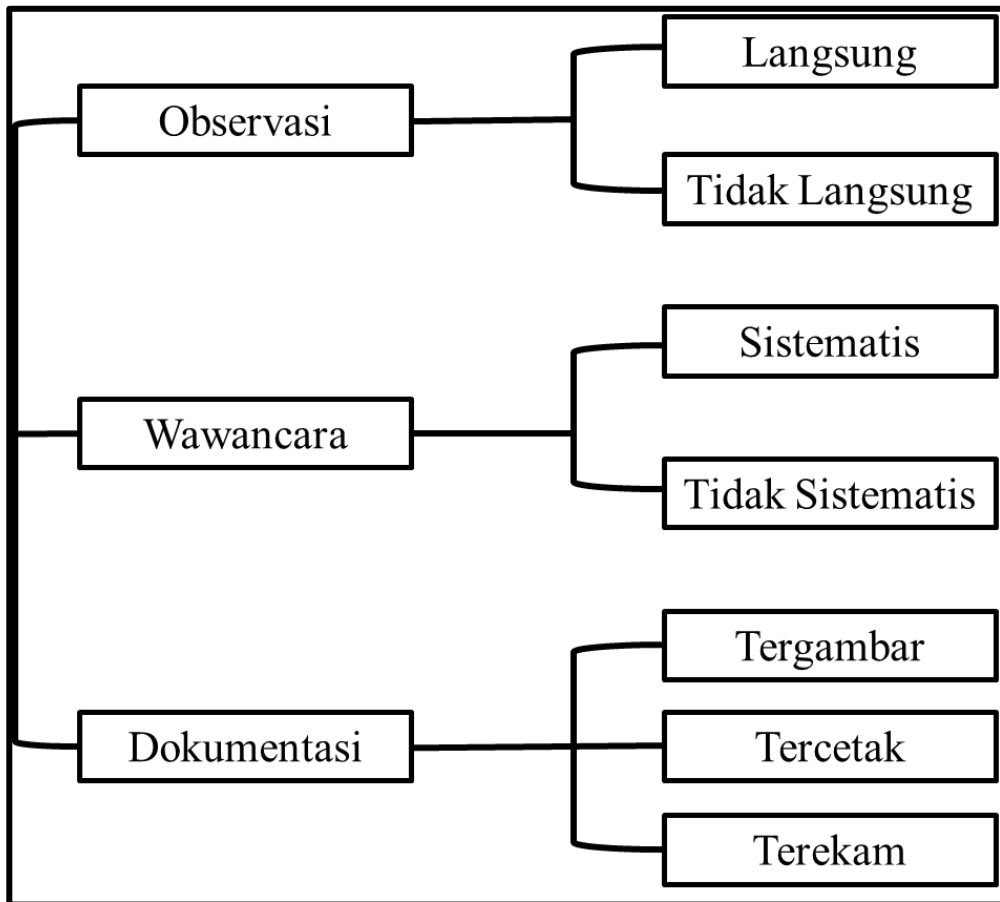 Observasi
Langsung
Tidak Langsung
Wawancara
Sistematis
Tidak Sistematis
Dokumentasi
Tergambar
Tercetak
Terekam